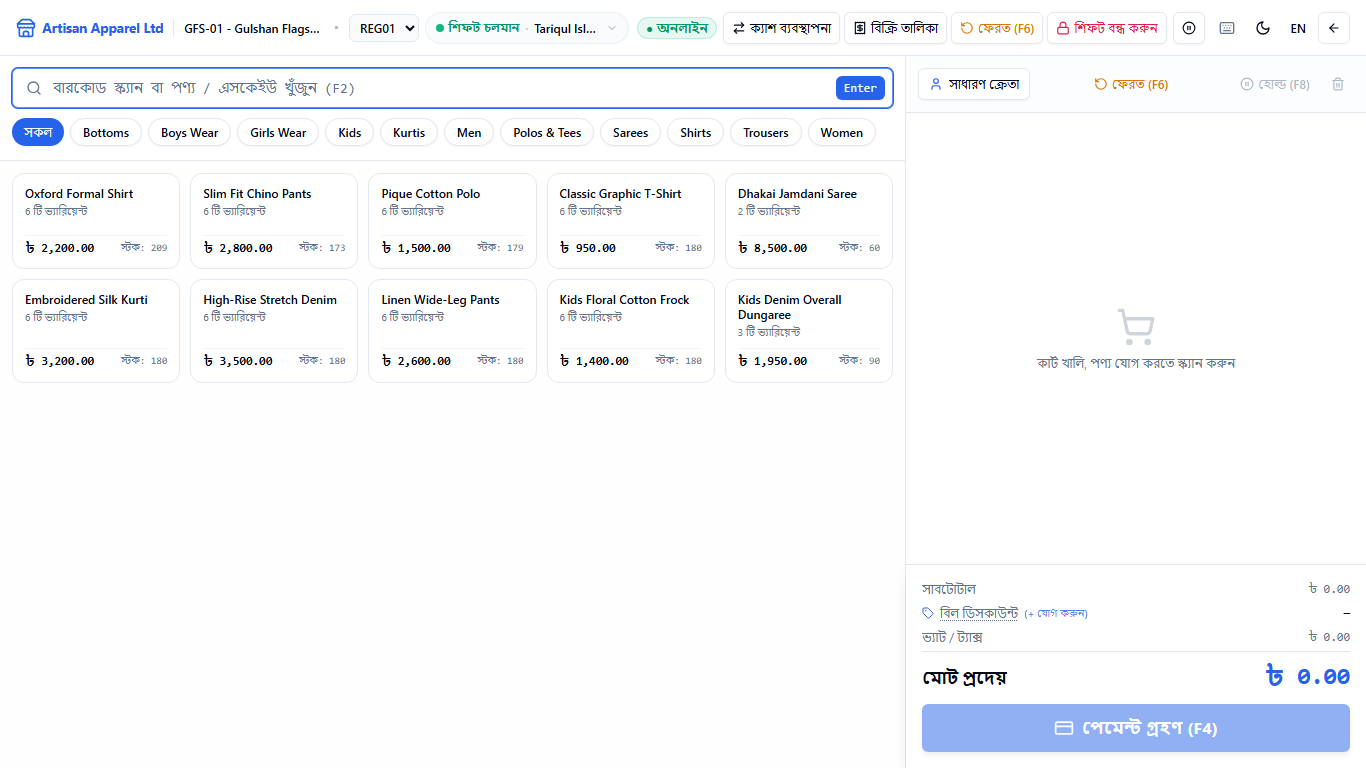 Artisan Apparel Ltd
GFS-01 - Gulshan Flags...
REG01
শিফট চলমান · Tariqul Isl...
অনলাইন
ক্যাশ ব্যবস্থাপনা
বিক্রি তালিকা
ফেরত (F6)
শিফট বন্ধ করুন
EN
বারকোড স্ক্যান বা পণ্য / এসকেইউ খুঁজুন (F2)
Enter
সাধারণ ক্রেতা
ফেরত (F6)
হোল্ড (F8)
সকল
Bottoms
Boys Wear
Girls Wear
Kids
Kurtis
Men
Polos & Tees
Sarees
Shirts
Trousers
Women
Oxford Formal Shirt
6 টি ভ্যারিয়েন্ট
৳ 2,200.00
স্টক: 209
Slim Fit Chino Pants
6 টি ভ্যারিয়েন্ট
৳ 2,800.00
স্টক: 173
Pique Cotton Polo
6 টি ভ্যারিয়েন্ট
৳ 1,500.00
স্টক: 179
Classic Graphic T-Shirt
6 টি ভ্যারিয়েন্ট
৳ 950.00
স্টক: 180
Dhakai Jamdani Saree
2 টি ভ্যারিয়েন্ট
৳ 8,500.00
স্টক: 60
Embroidered Silk Kurti
6 টি ভ্যারিয়েন্ট
৳ 3,200.00
স্টক: 180
High-Rise Stretch Denim
6 টি ভ্যারিয়েন্ট
৳ 3,500.00
স্টক: 180
Linen Wide-Leg Pants
6 টি ভ্যারিয়েন্ট
৳ 2,600.00
স্টক: 180
Kids Floral Cotton Frock
6 টি ভ্যারিয়েন্ট
৳ 1,400.00
স্টক: 180
Kids Denim Overall
Dungaree
3 টি ভ্যারিয়েন্ট
৳ 1,950.00
স্টক: 90
কার্ট খালি, পণ্য যোগ করতে স্ক্যান করুন
সাবটোটাল
৳ 0.00
বিল ডিসকাউন্ট (+ যোগ করুন)
–
ভ্যাট / ট্যাক্স
৳ 0.00
মোট প্রদেয়
৳ 0.00
পেমেন্ট গ্রহণ (F4)